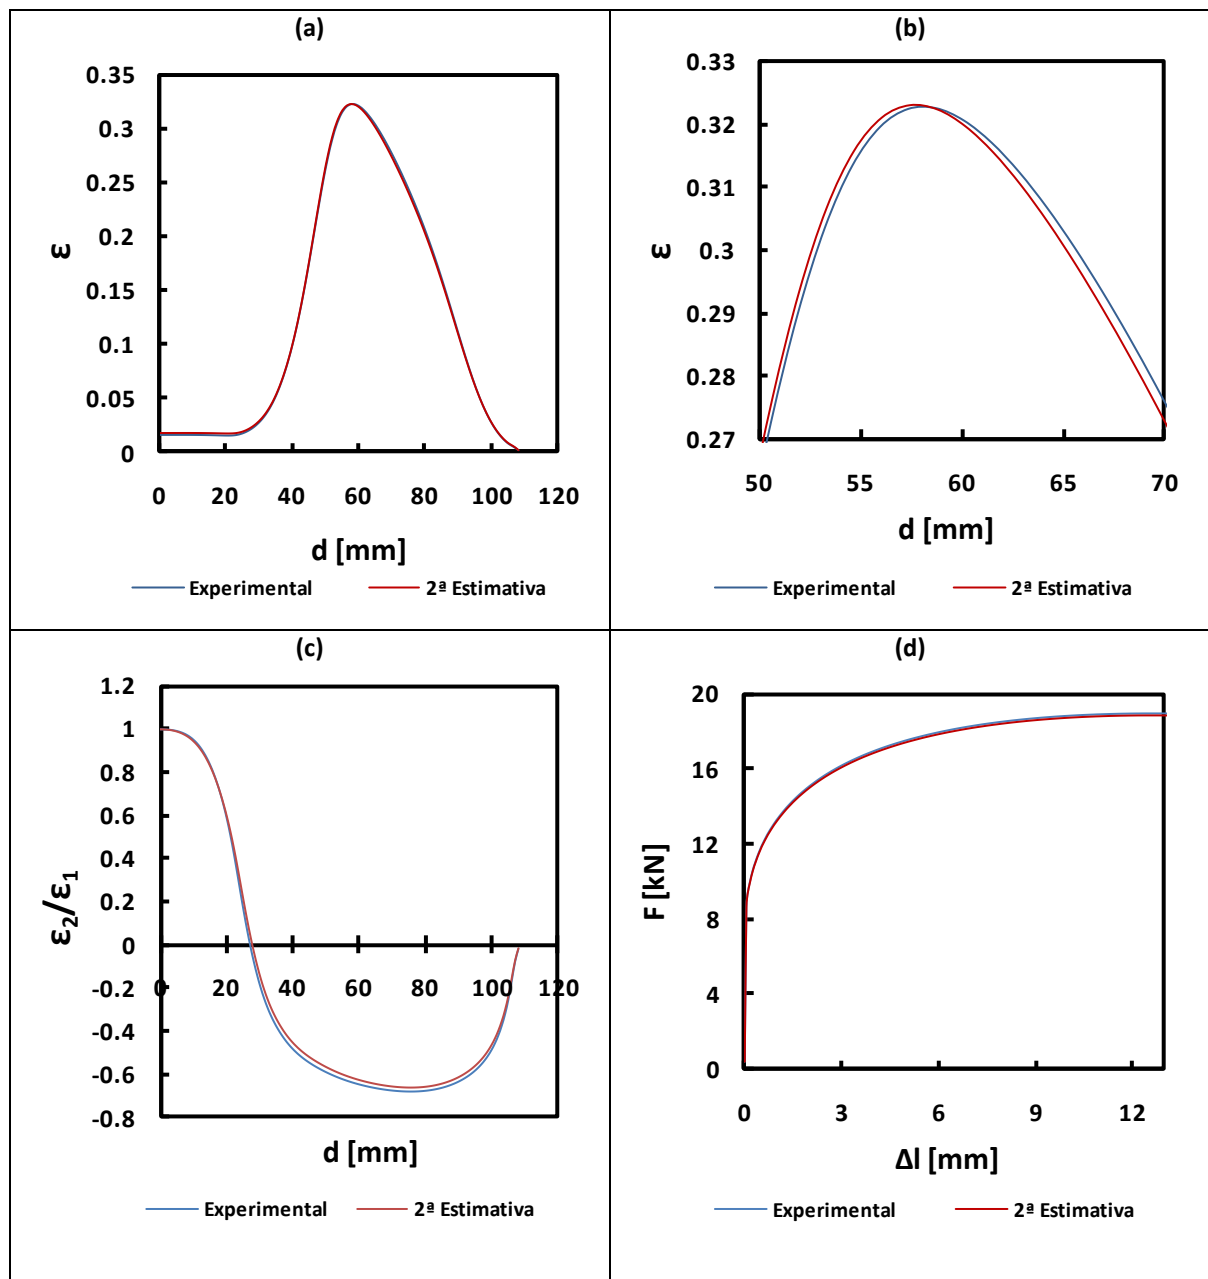 (a)
0.35
0.3
0.25
0.2
0.15
0.1
0.05
0
ε
0 20 40 60 80 100 120
d [mm]
Experimental 2ª Estimativa
(b)
0.33
0.32
0.31
0.3
0.29
0.28
0.27
ε
50 55 60 65 70
d [mm]
Experimental 2ª Estimativa
(c)
1.2
1
0.8
0.6
0.4
0.2
0
-0.2
-0.4
-0.6
-0.8
ε₂/ε₁
0 20 40 60 80 100 120
d [mm]
Experimental 2ª Estimativa
(d)
20
16
12
8
4
0
F [kN]
0 3 6 9 12
Δl [mm]
Experimental 2ª Estimativa